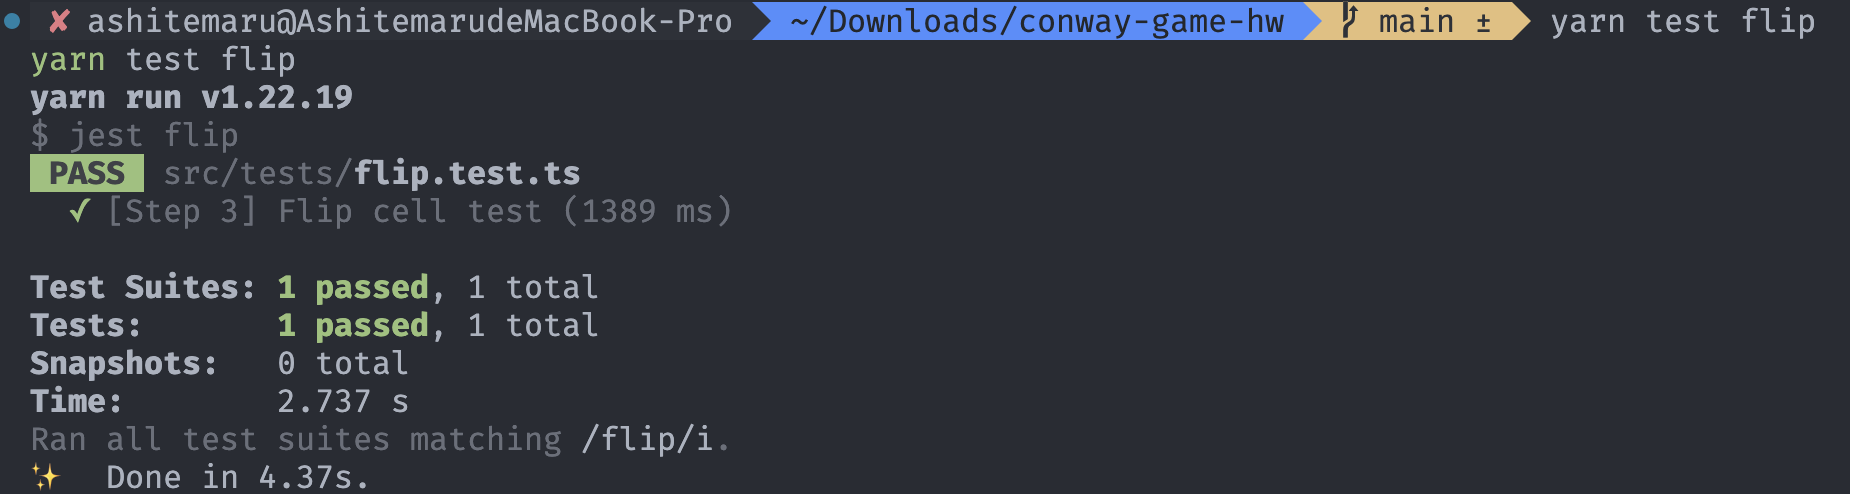 ✘ ashitemaru@AshitemarudeMacBook-Pro ~/Downloads/conway-game-hw main ± yarn test flip
yarn test flip
yarn run v1.22.19
$ jest flip
PASS src/tests/flip.test.ts
✓ [Step 3] Flip cell test (1389 ms)
Test Suites: 1 passed, 1 total
Tests: 1 passed, 1 total
Snapshots: 0 total
Time: 2.737 s
Ran all test suites matching /flip/i.
✨ Done in 4.37s.